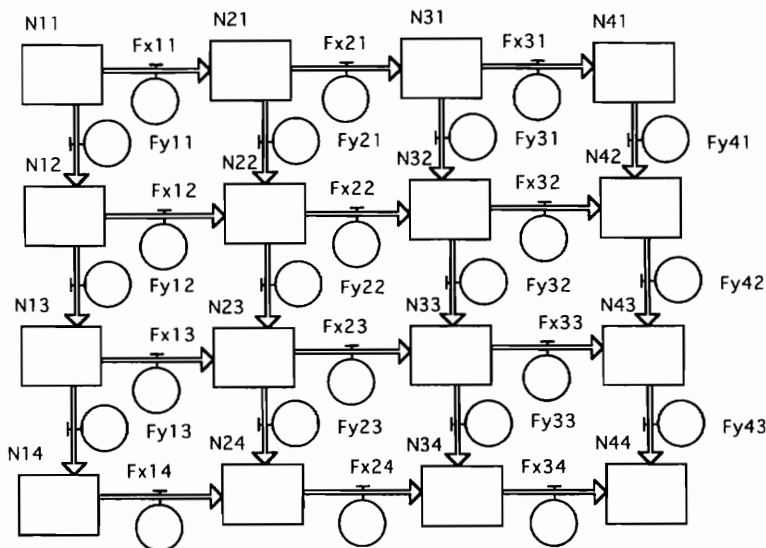 N11 Fx11 N21 Fx21 N31 Fx31 N41
Fy11 Fy21 Fy31 Fy41
N12 Fx12 N22 Fx22 N32 Fx32 N42
Fy12 Fy22 Fy32 Fy42
N13 Fx13 N23 Fx23 N33 Fx33 N43
Fy13 Fy23 Fy33 Fy43
N14 Fx14 N24 Fx24 N34 Fx34 N44